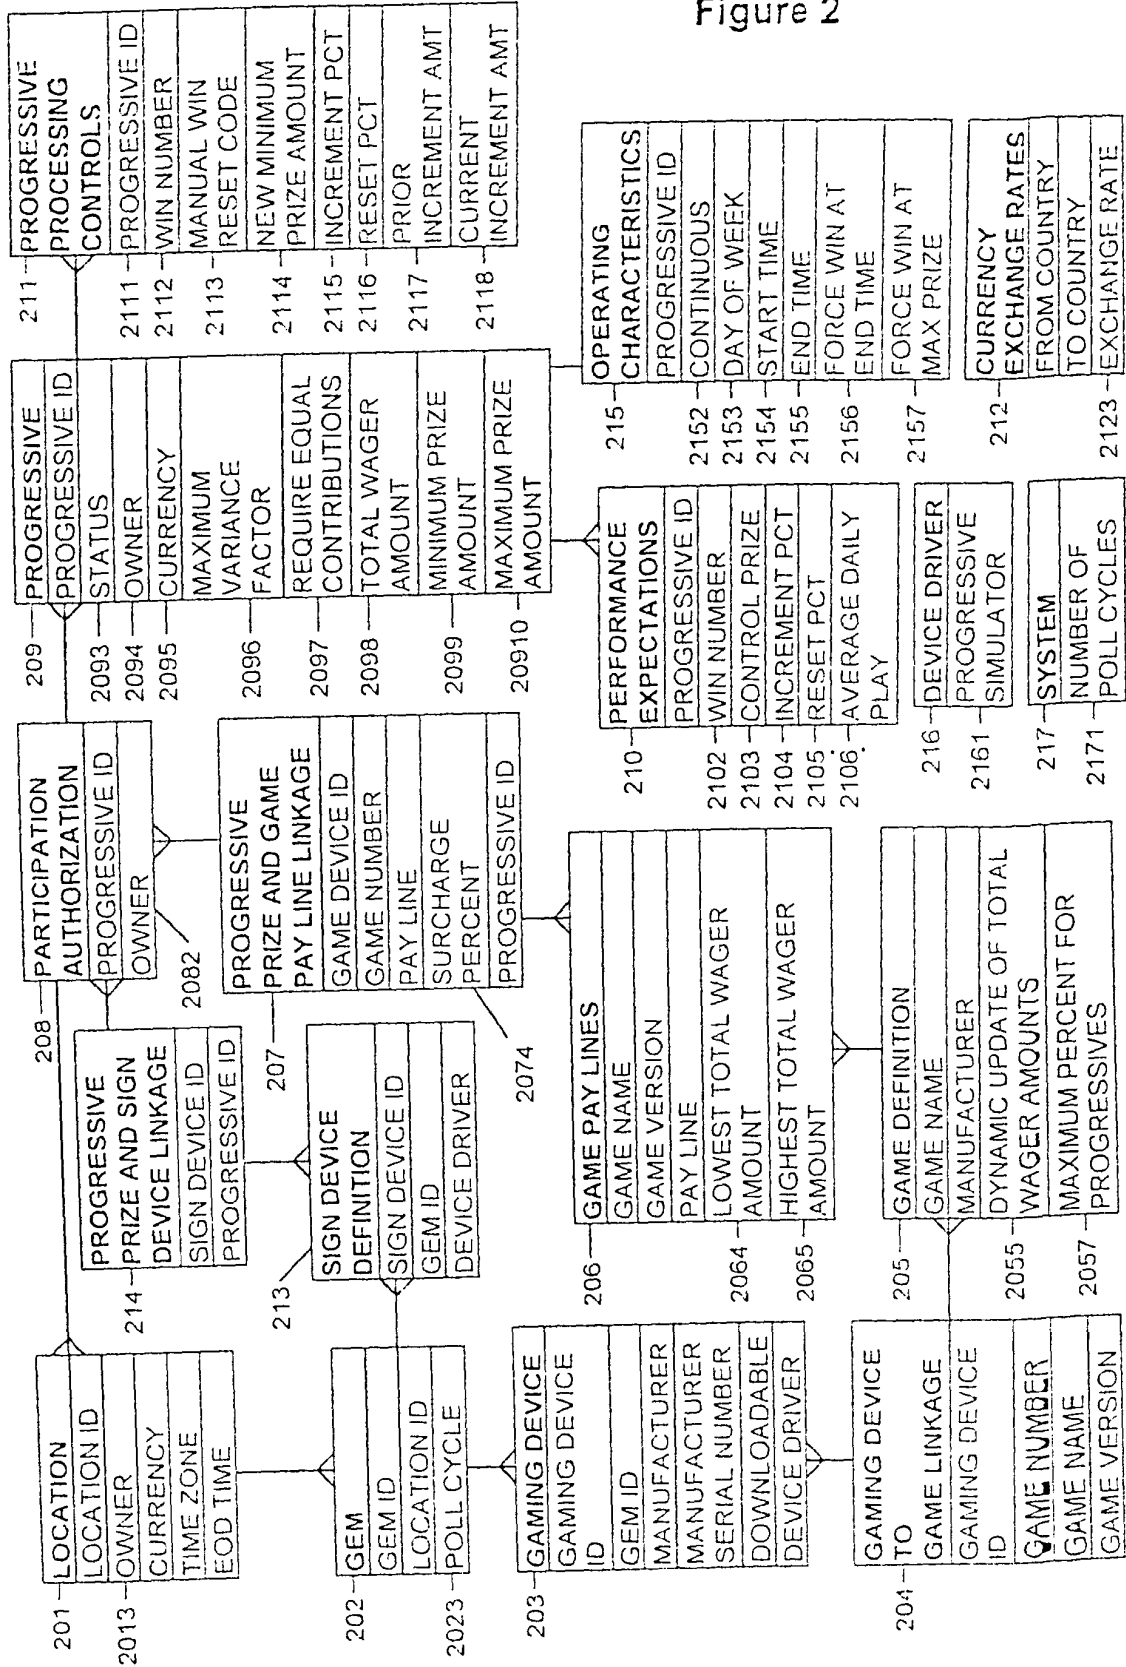 Figure 2
201
LOCATION
LOCATION ID
2013
OWNER
CURRENCY
TIME ZONE
EOD TIME
202
GEM
GEM ID
LOCATION ID
2023
POLL CYCLE
203
GAMING DEVICE
GAMING DEVICE
ID
GEM ID
MANUFACTURER
MANUFACTURER
SERIAL NUMBER
DOWNLOADABLE
DEVICE DRIVER
204
GAMING DEVICE
TO
GAME LINKAGE
GAMING DEVICE
ID
GAME NUMBER
GAME NAME
GAME VERSION
214
PROGRESSIVE
PRIZE AND SIGN
DEVICE LINKAGE
SIGN DEVICE ID
PROGRESSIVE ID
213
SIGN DEVICE
DEFINITION
SIGN DEVICE ID
GEM ID
DEVICE DRIVER
206
GAME PAY LINES
GAME NAME
GAME VERSION
PAY LINE
2064
LOWEST TOTAL WAGER
AMOUNT
2065
HIGHEST TOTAL WAGER
AMOUNT
205
GAME DEFINITION
GAME NAME
MANUFACTURER
2055
DYNAMIC UPDATE OF TOTAL
WAGER AMOUNTS
2057
MAXIMUM PERCENT FOR
PROGRESSIVES
208
PARTICIPATION
AUTHORIZATION
PROGRESSIVE ID
OWNER
2082
207
PROGRESSIVE
PRIZE AND GAME
PAY LINE LINKAGE
GAME DEVICE ID
GAME NUMBER
PAY LINE
SURCHARGE
PERCENT
PROGRESSIVE ID
2074
209
PROGRESSIVE
PROGRESSIVE ID
2093
STATUS
2094
OWNER
2095
CURRENCY
2096
MAXIMUM
VARIANCE
FACTOR
2097
REQUIRE EQUAL
CONTRIBUTIONS
2098
TOTAL WAGER
AMOUNT
2099
MINIMUM PRIZE
AMOUNT
20910
MAXIMUM PRIZE
AMOUNT
210
PERFORMANCE
EXPECTATIONS
PROGRESSIVE ID
2102
WIN NUMBER
2103
CONTROL PRIZE
2104
INCREMENT PCT
2105
RESET PCT
2106
AVERAGE DAILY
PLAY
216
DEVICE DRIVER
2161
PROGRESSIVE
SIMULATOR
217
SYSTEM
2171
NUMBER OF
POLL CYCLES
2111
PROGRESSIVE
PROCESSING
CONTROLS
21111
PROGRESSIVE ID
2112
WIN NUMBER
2113
MANUAL WIN
RESET CODE
2114
NEW MINIMUM
PRIZE AMOUNT
2115
INCREMENT PCT
2116
RESET PCT
2117
PRIOR
INCREMENT AMT
2118
CURRENT
INCREMENT AMT
215
OPERATING
CHARACTERISTICS
PROGRESSIVE ID
2152
CONTINUOUS
2153
DAY OF WEEK
2154
START TIME
2155
END TIME
2156
FORCE WIN AT
END TIME
2157
FORCE WIN AT
MAX PRIZE
212
CURRENCY
EXCHANGE RATES
FROM COUNTRY
TO COUNTRY
2123
EXCHANGE RATE